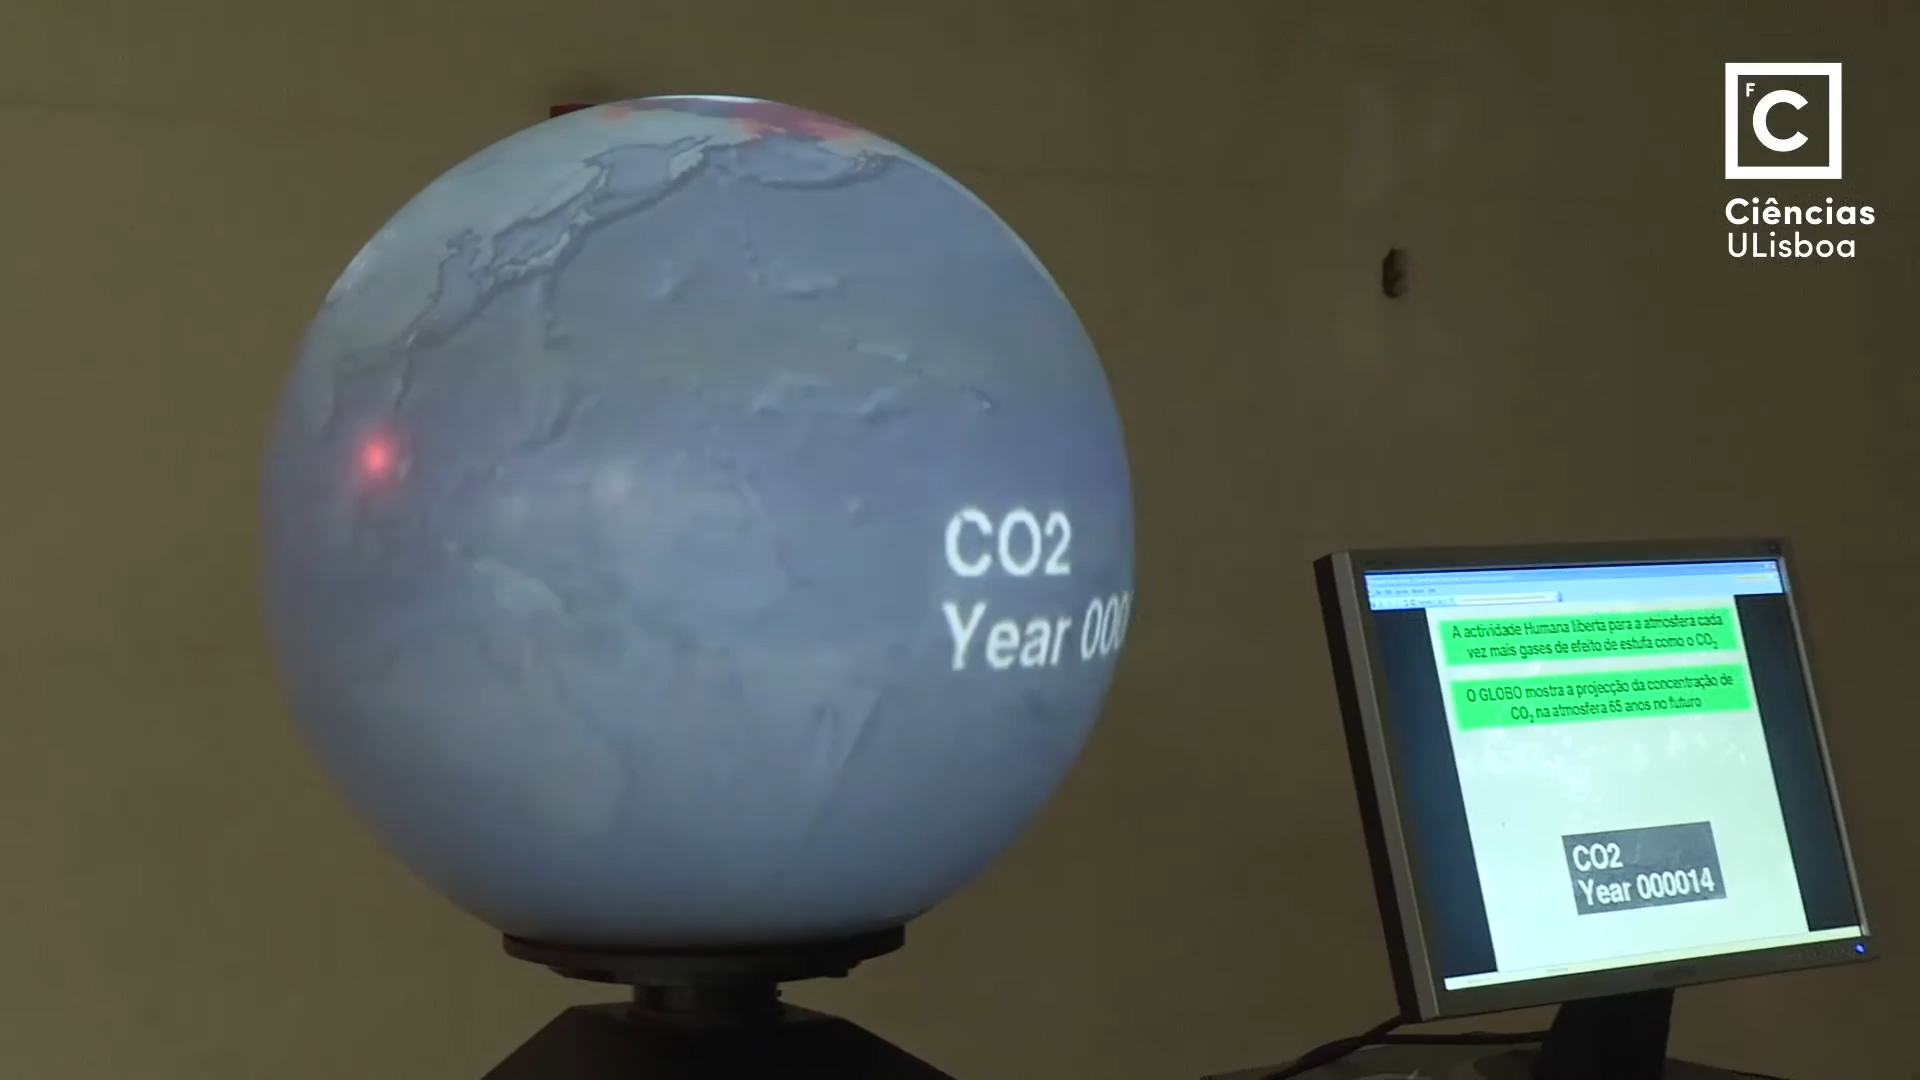 F
C
Ciências
ULisboa
CO2
Year 000
A actividade Humana liberta para a atmosfera cada
vez mais gases de efeito de estufa como o CO₂
O GLOBO mostra a projecção da concentração de
CO₂ na atmosfera 65 anos no futuro
CO2
Year 000014